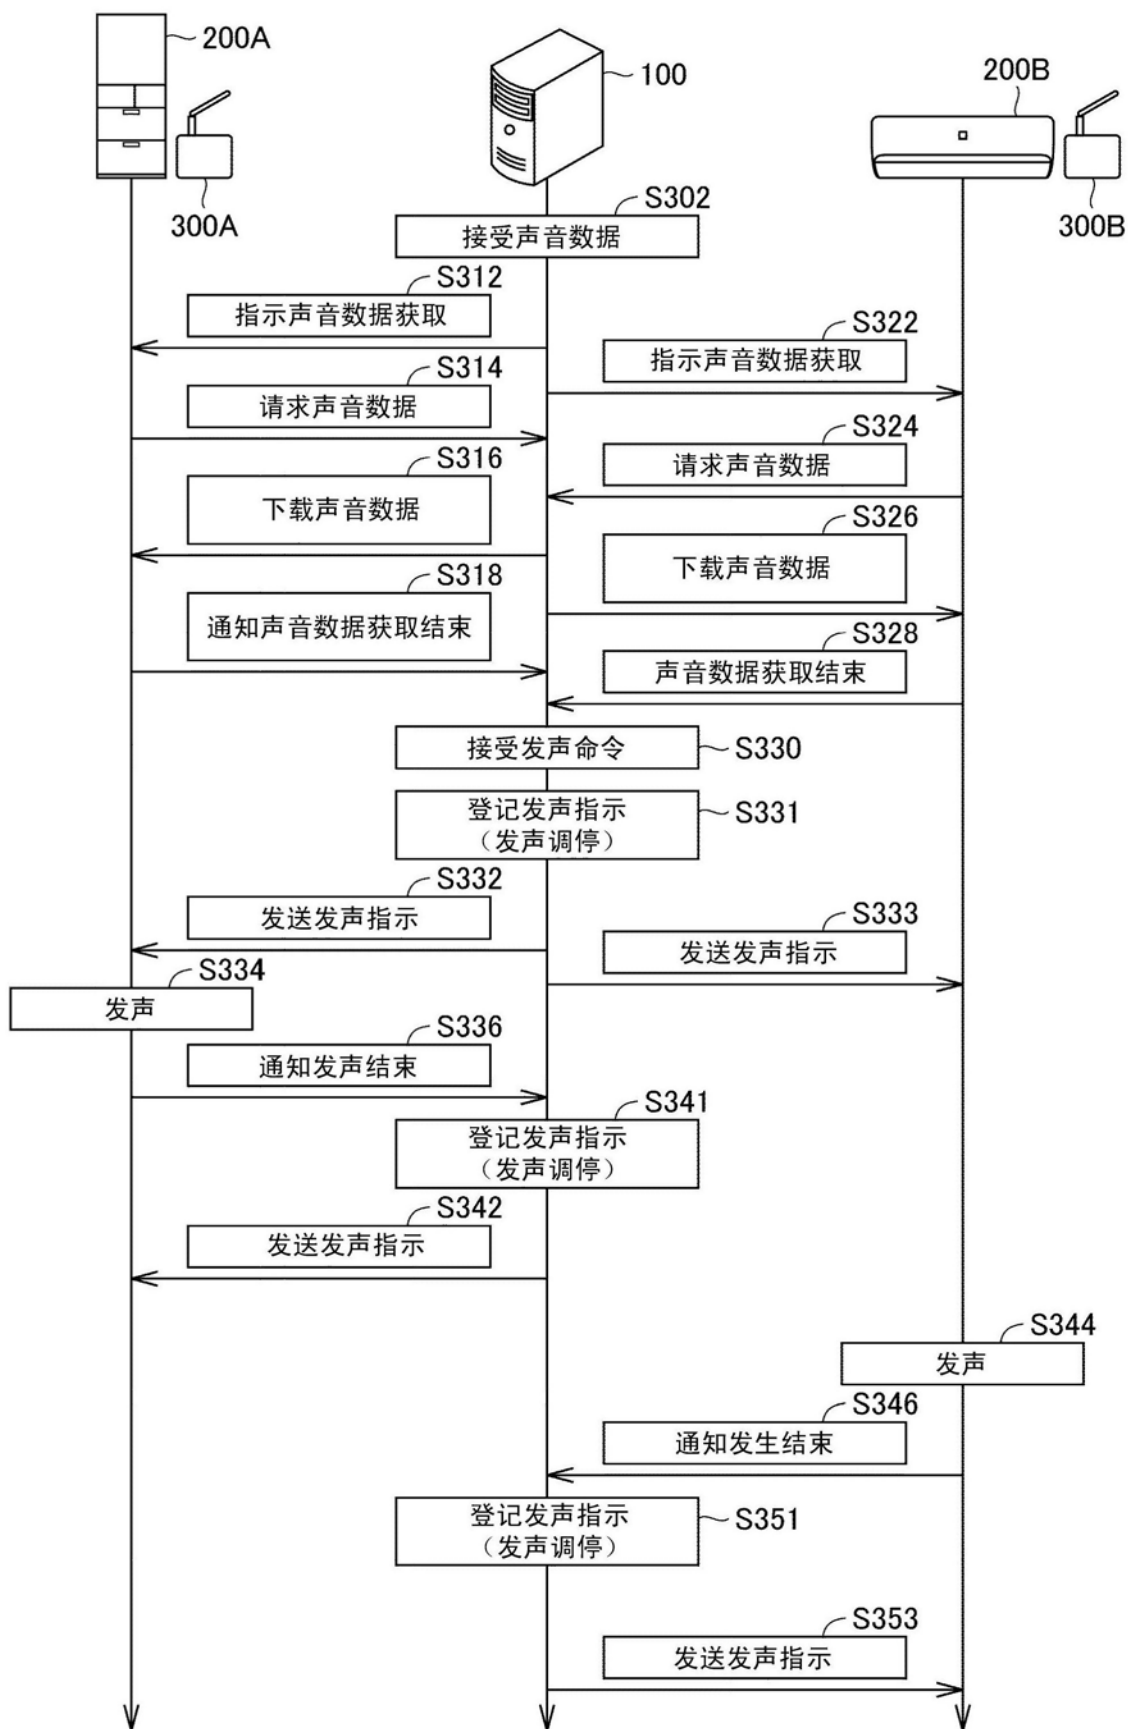 200A
100
200B
300A
300B
S302
接受声音数据
S312
指示声音数据获取
S322
指示声音数据获取
S314
请求声音数据
S324
请求声音数据
S316
下载声音数据
S326
下载声音数据
S318
通知声音数据获取结束
S328
声音数据获取结束
接受发声命令
S330
登记发声指示
（发声调停）
S331
S332
发送发声指示
S333
发送发声指示
S334
发声
S336
通知发声结束
S341
登记发声指示
（发声调停）
S342
发送发声指示
S344
发声
S346
通知发生结束
登记发声指示
（发声调停）
S351
S353
发送发声指示